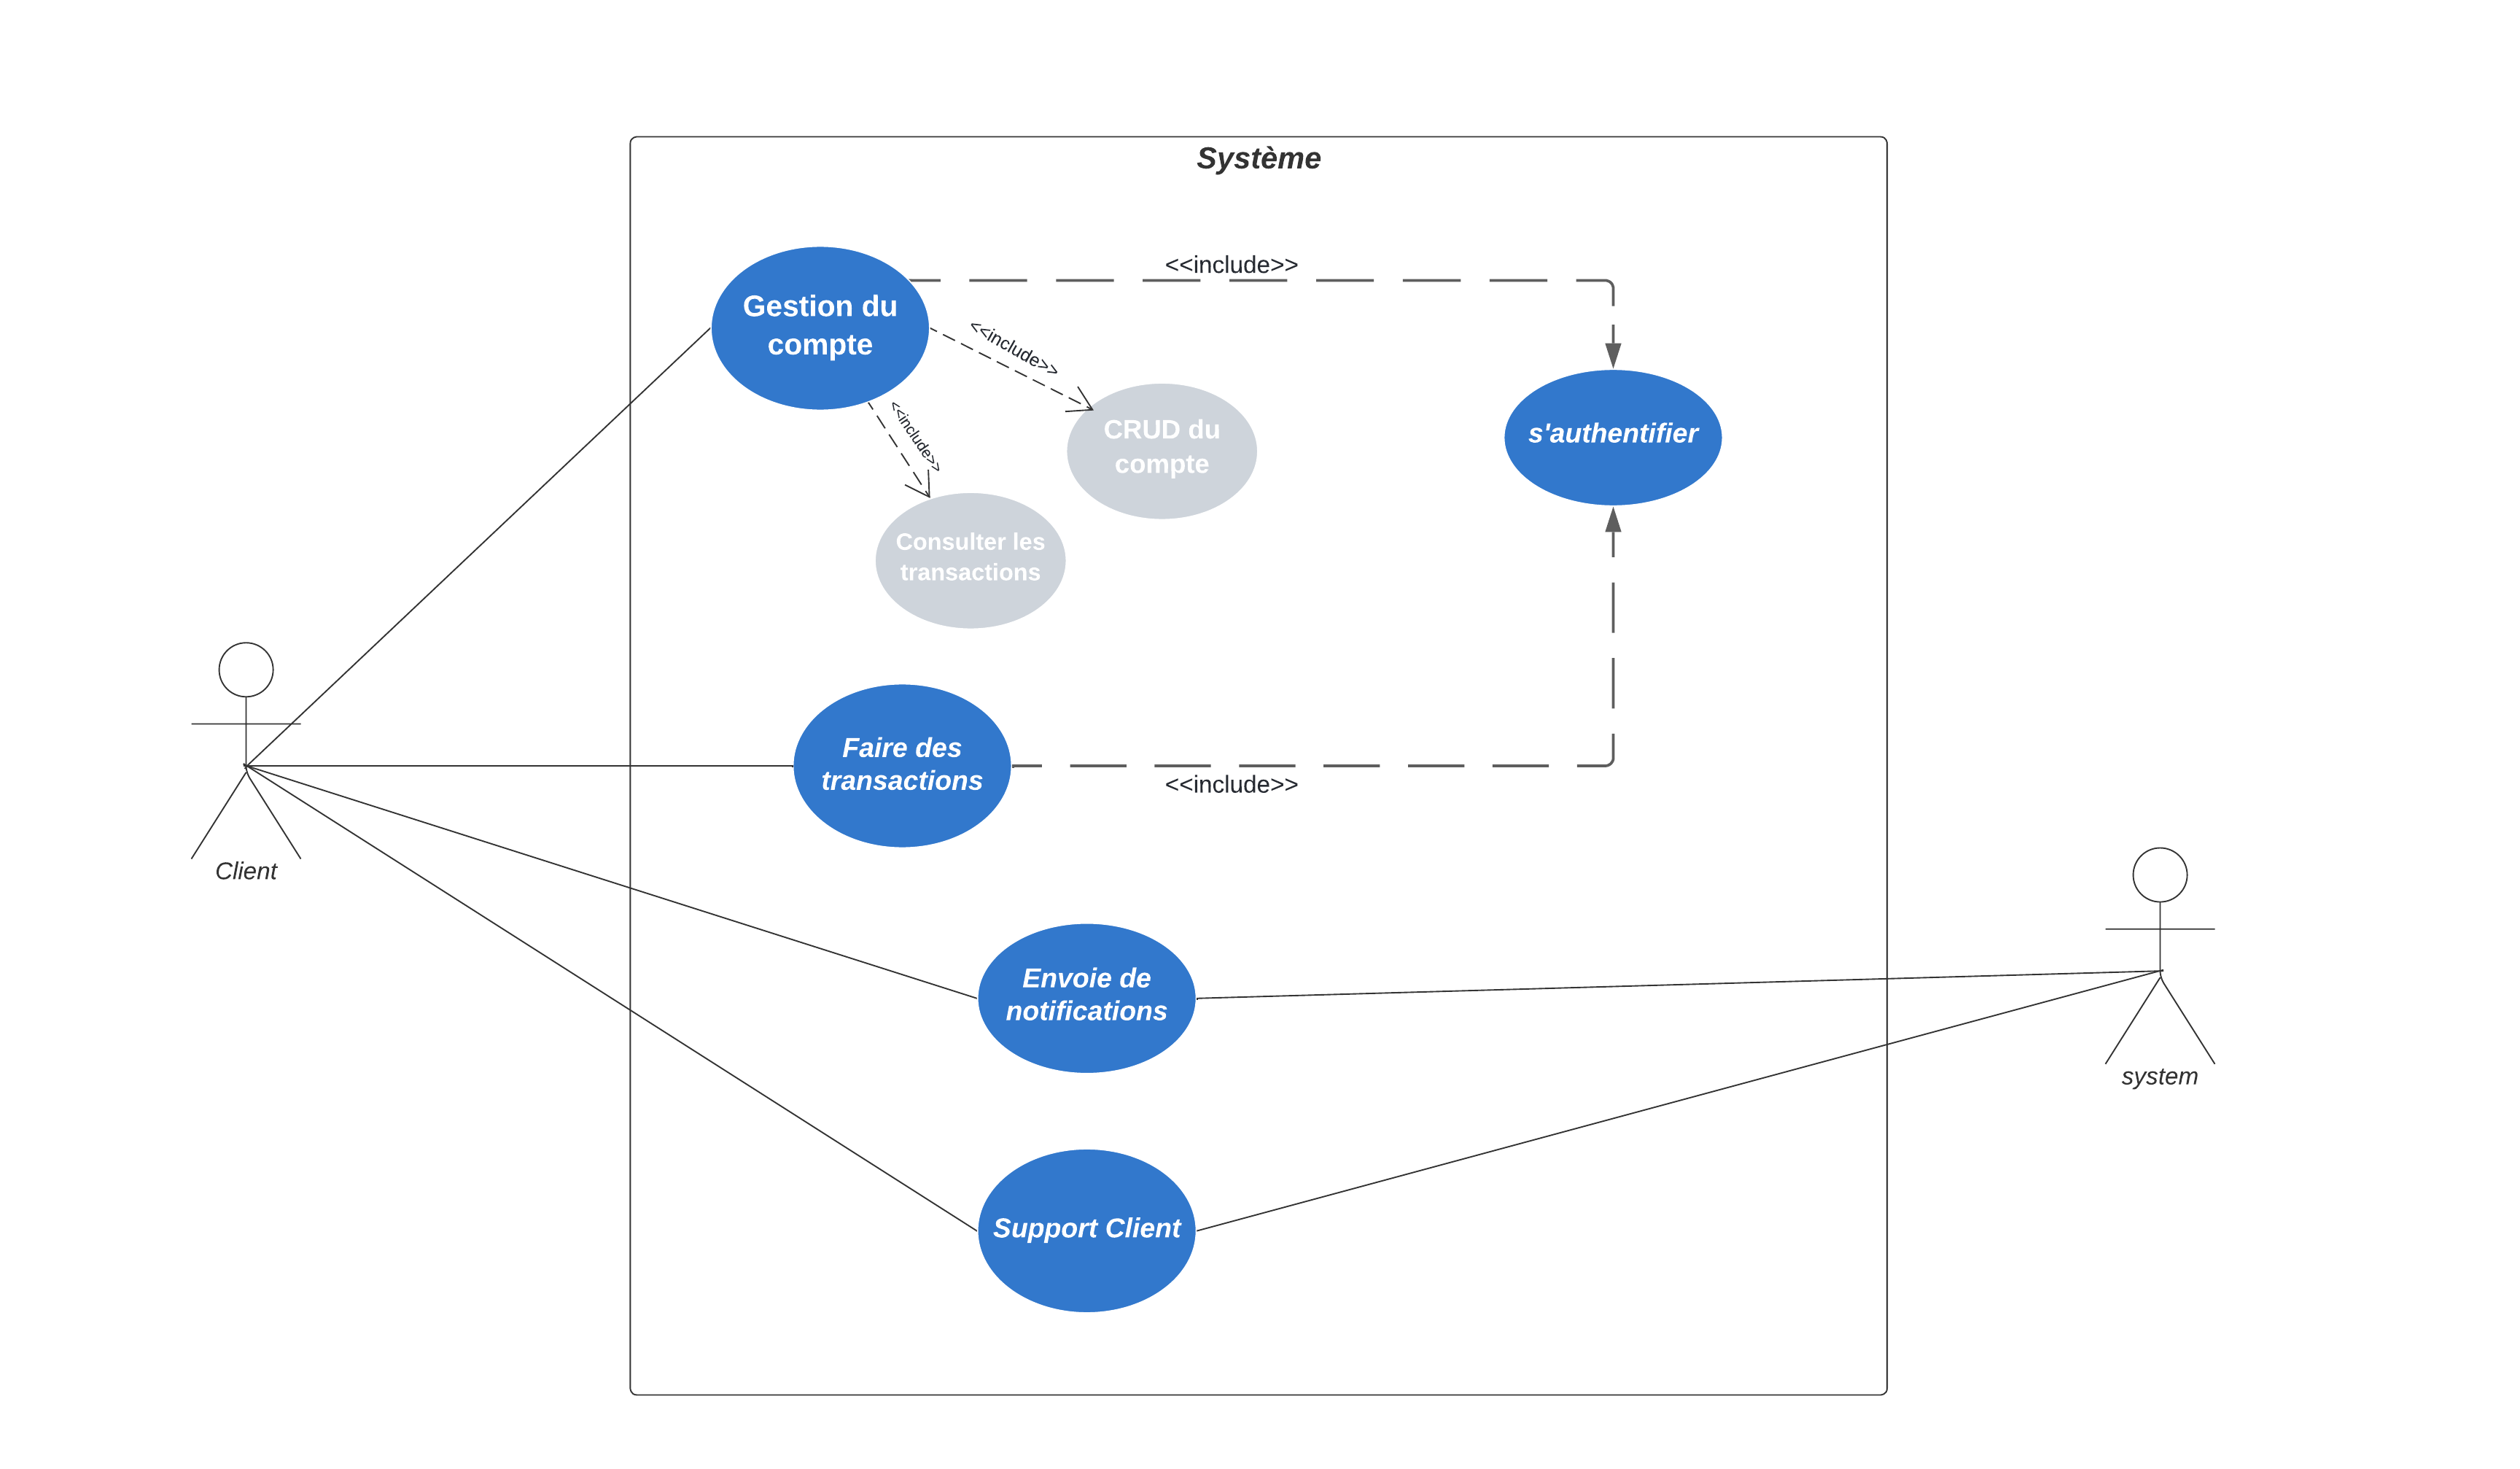 Système
<<include>>
Gestion du
compte
<<include>>
<<include>>
CRUD du
compte
s'authentifier
Consulter les
transactions
Faire des
transactions
<<include>>
Client
Envoie de
notifications
system
Support Client